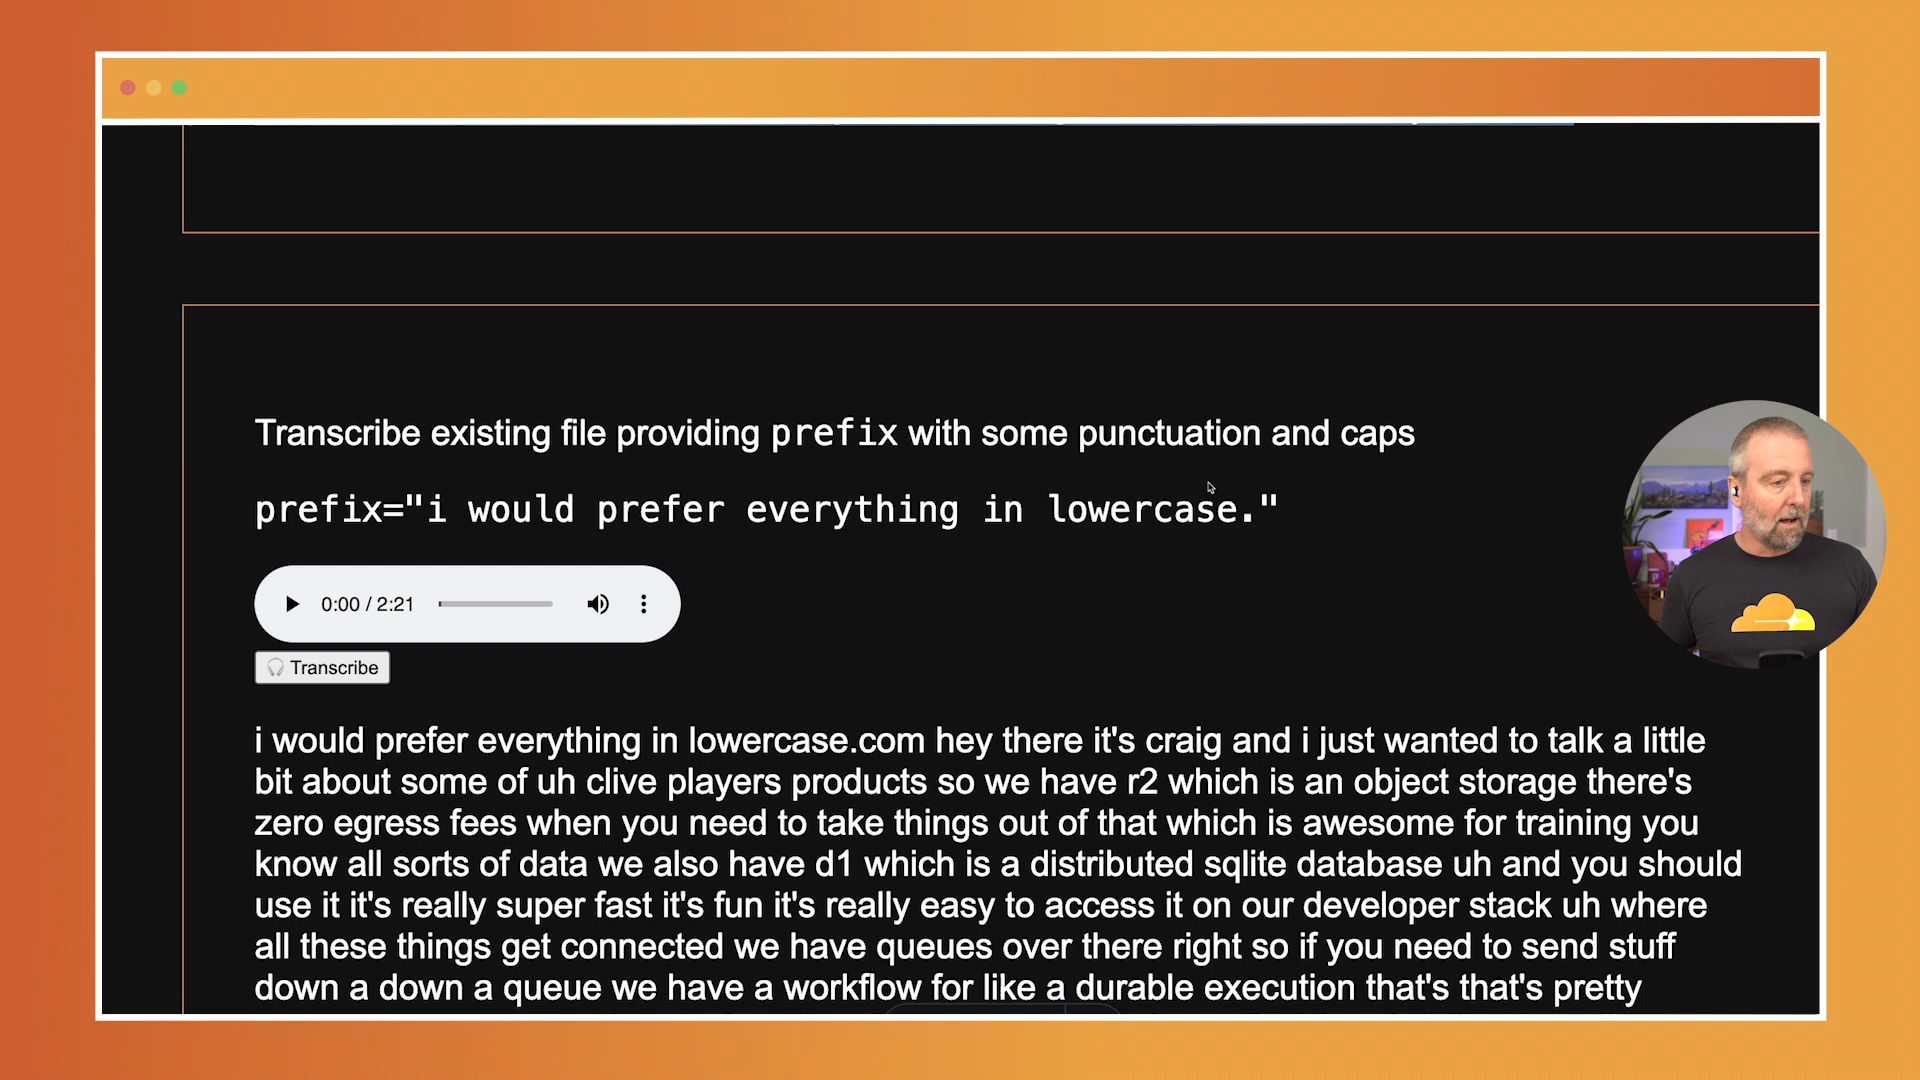 Transcribe existing file providing prefix with some punctuation and caps
prefix="i would prefer everything in lowercase."
0:00 / 2:21
Transcribe
i would prefer everything in lowercase.com hey there it's craig and i just wanted to talk a little
bit about some of uh clive players products so we have r2 which is an object storage there's
zero egress fees when you need to take things out of that which is awesome for training you
know all sorts of data we also have d1 which is a distributed sqlite database uh and you should
use it it's really super fast it's fun it's really easy to access it on our developer stack uh where
all these things get connected we have queues over there right so if you need to send stuff
down a down a queue we have a workflow for like a durable execution that's that's pretty